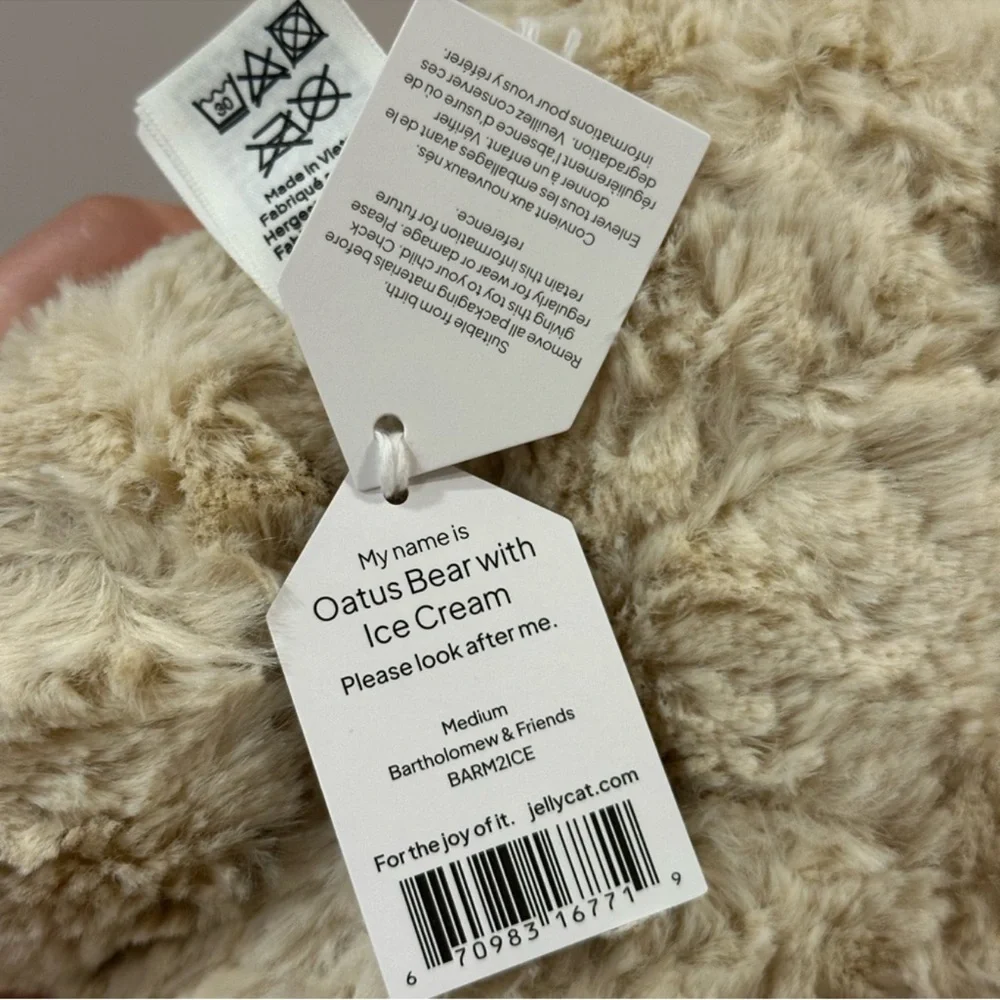 30
Made in
Fabriqué
Suitable from birth.
Remove all packaging materials before
giving this toy to your child. Check
regularly for wear or damage. Please
retain this information for future
reference.
Convient aux nouveaux nés.
Enlever tous les emballages avant de le
donner à un enfant. Vérifier
régulièrement l'absence d'usure où de
dégradation. Veuillez conserver ces
informations pour vous y référer.
My name is
Oatus Bear with
Ice Cream
Please look after me.
Medium
Bartholomew & Friends
BARM2ICE
For the joy of it. jellycat.com
6 70983 16771 9